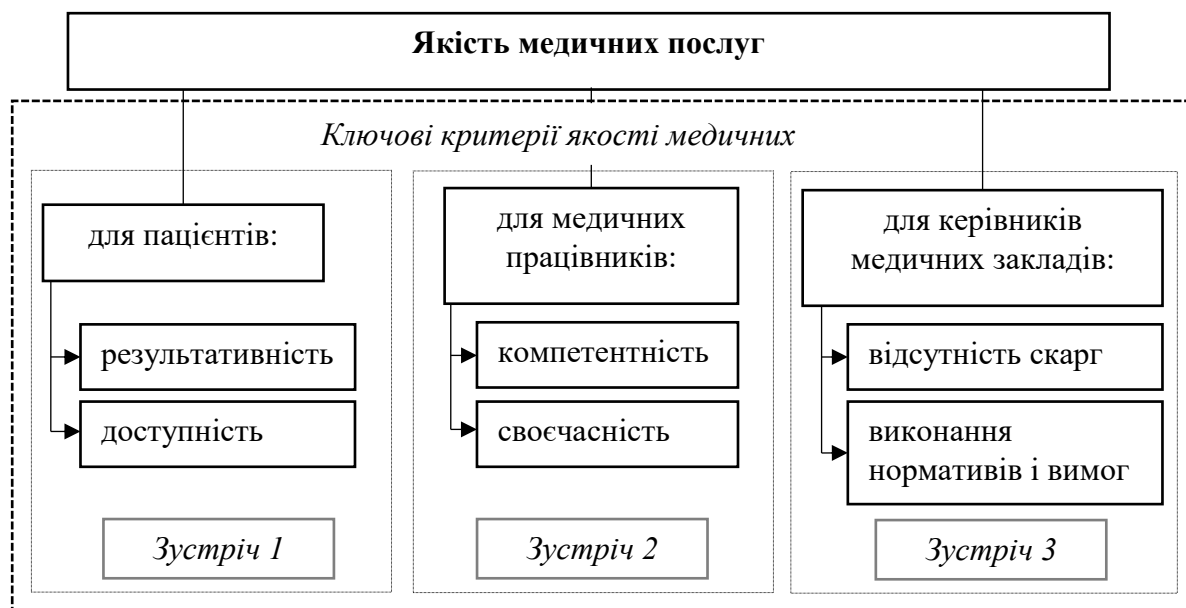 Якість медичних послуг
Ключові критерії якості медичних
для пацієнтів:
результативність
доступність
Зустріч 1
для медичних
працівників:
компетентність
своєчасність
Зустріч 2
для керівників
медичних закладів:
відсутність скарг
виконання
нормативів і вимог
Зустріч 3